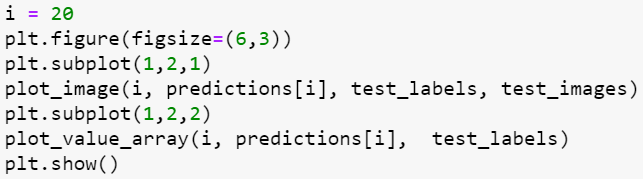 i = 20
plt.figure(figsize=(6,3))
plt.subplot(1,2,1)
plot_image(i, predictions[i], test_labels, test_images)
plt.subplot(1,2,2)
plot_value_array(i, predictions[i],  test_labels)
plt.show()